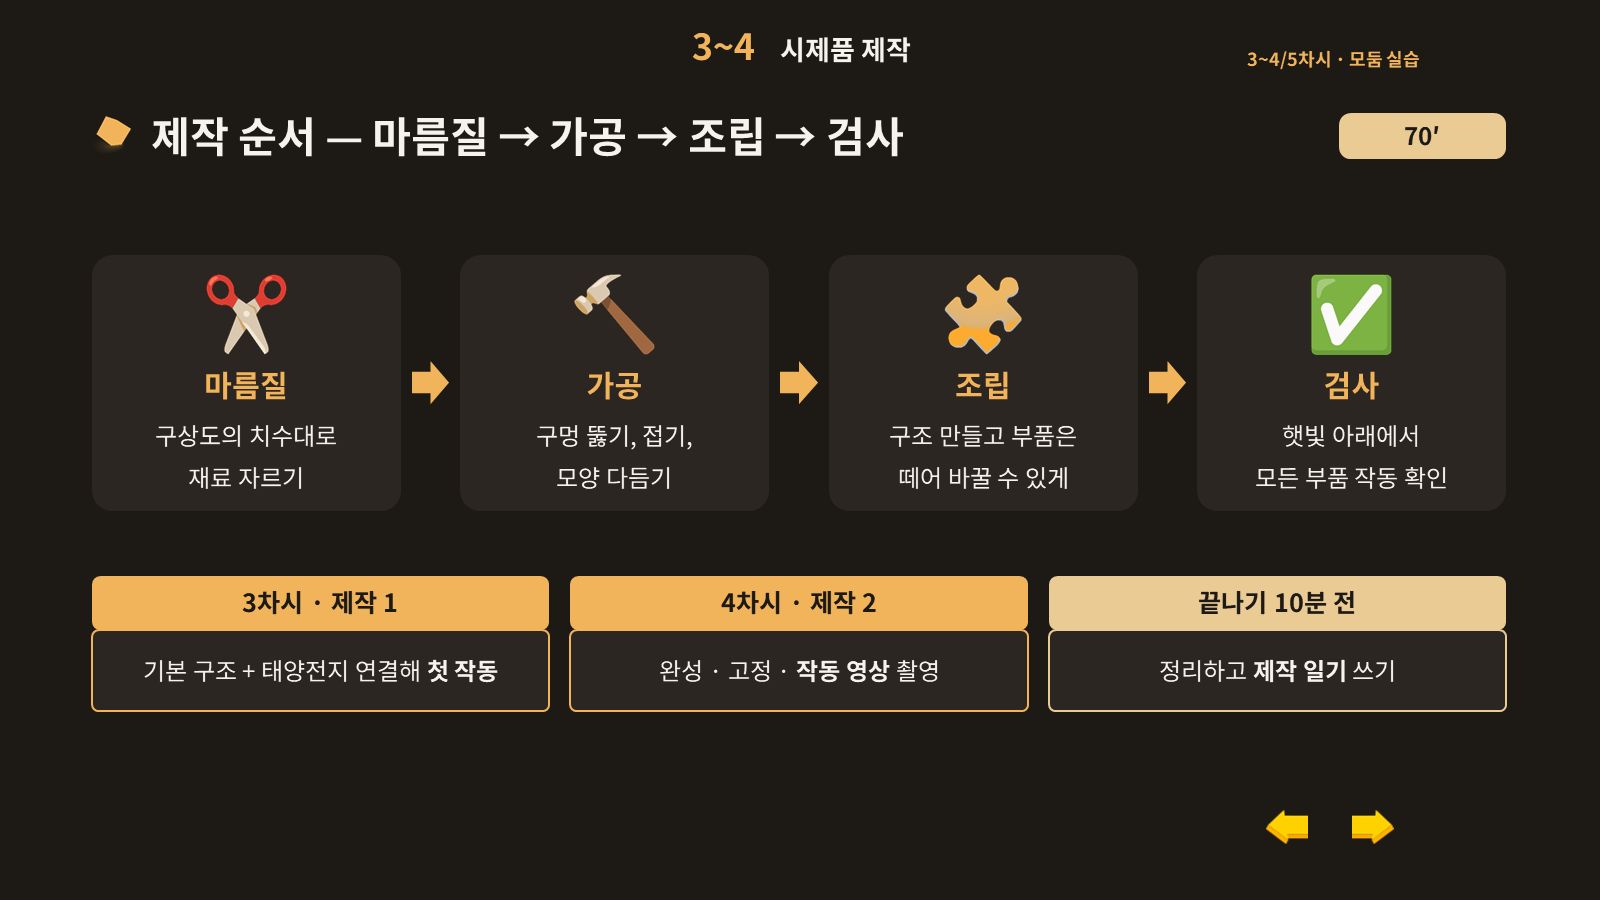 3~4 시제품 제작
3~4/5차시 · 모둠 실습
제작 순서 — 마름질 → 가공 → 조립 → 검사
70′
마름질
구상도의 치수대로
재료 자르기
가공
구멍 뚫기, 접기,
모양 다듬기
조립
구조 만들고 부품은
떼어 바꿀 수 있게
검사
햇빛 아래에서
모든 부품 작동 확인
3차시 · 제작 1
기본 구조 + 태양전지 연결해 첫 작동
4차시 · 제작 2
완성 · 고정 · 작동 영상 촬영
끝나기 10분 전
정리하고 제작 일기 쓰기